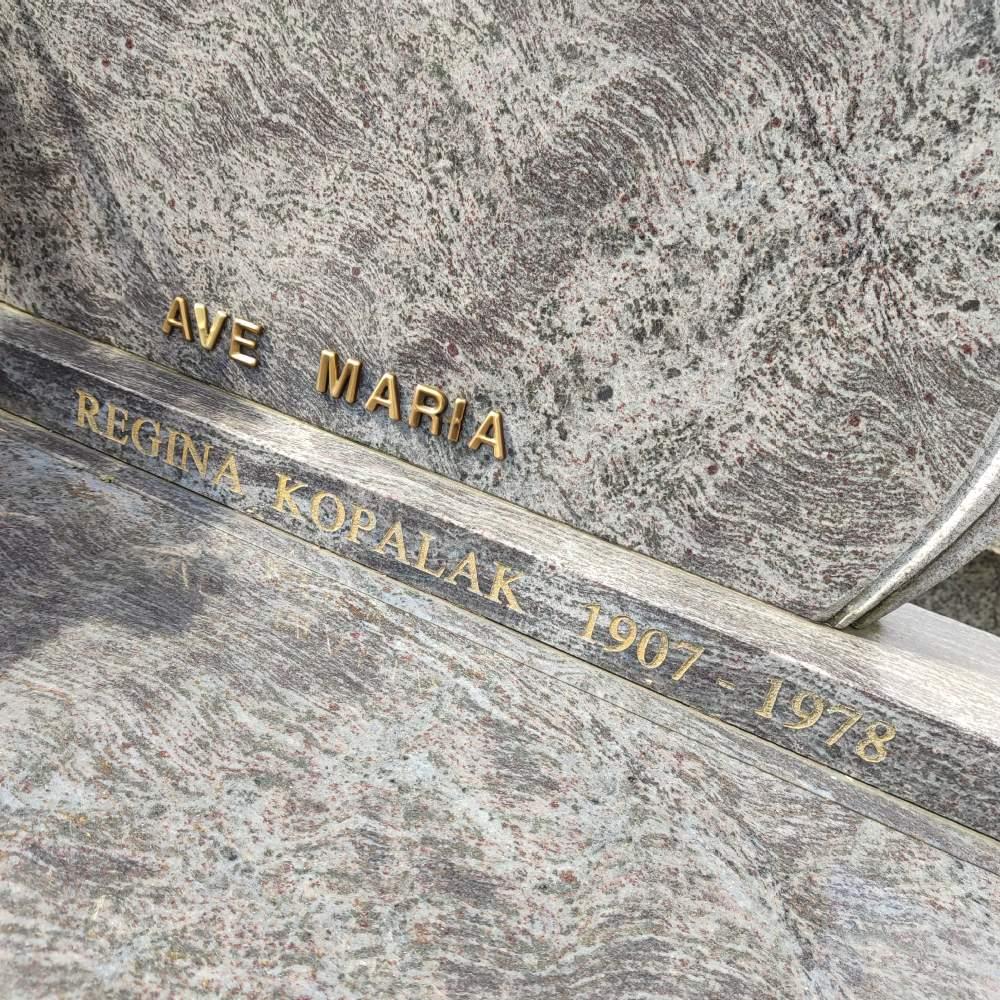 AVE MARIA
REGINA KOPALAK 1907 - 1978